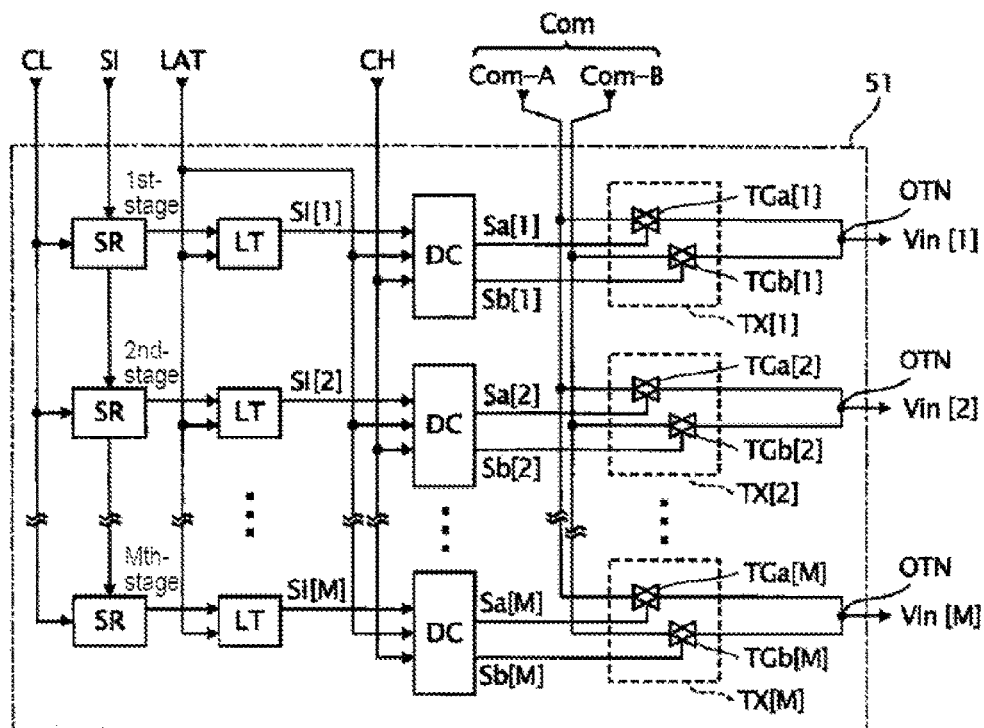 Com
CL SI LAT CH Com-A Com-B
51
1st-stage
SR LT SI[1] DC Sa[1] Sb[1] TGa[1] TGb[1] TX[1] OTN Vin [1]
2nd-stage
SR LT SI[2] DC Sa[2] Sb[2] TGa[2] TGb[2] TX[2] OTN Vin [2]
Mth-stage
SR LT SI[M] DC Sa[M] Sb[M] TGa[M] TGb[M] TX[M] OTN Vin [M]